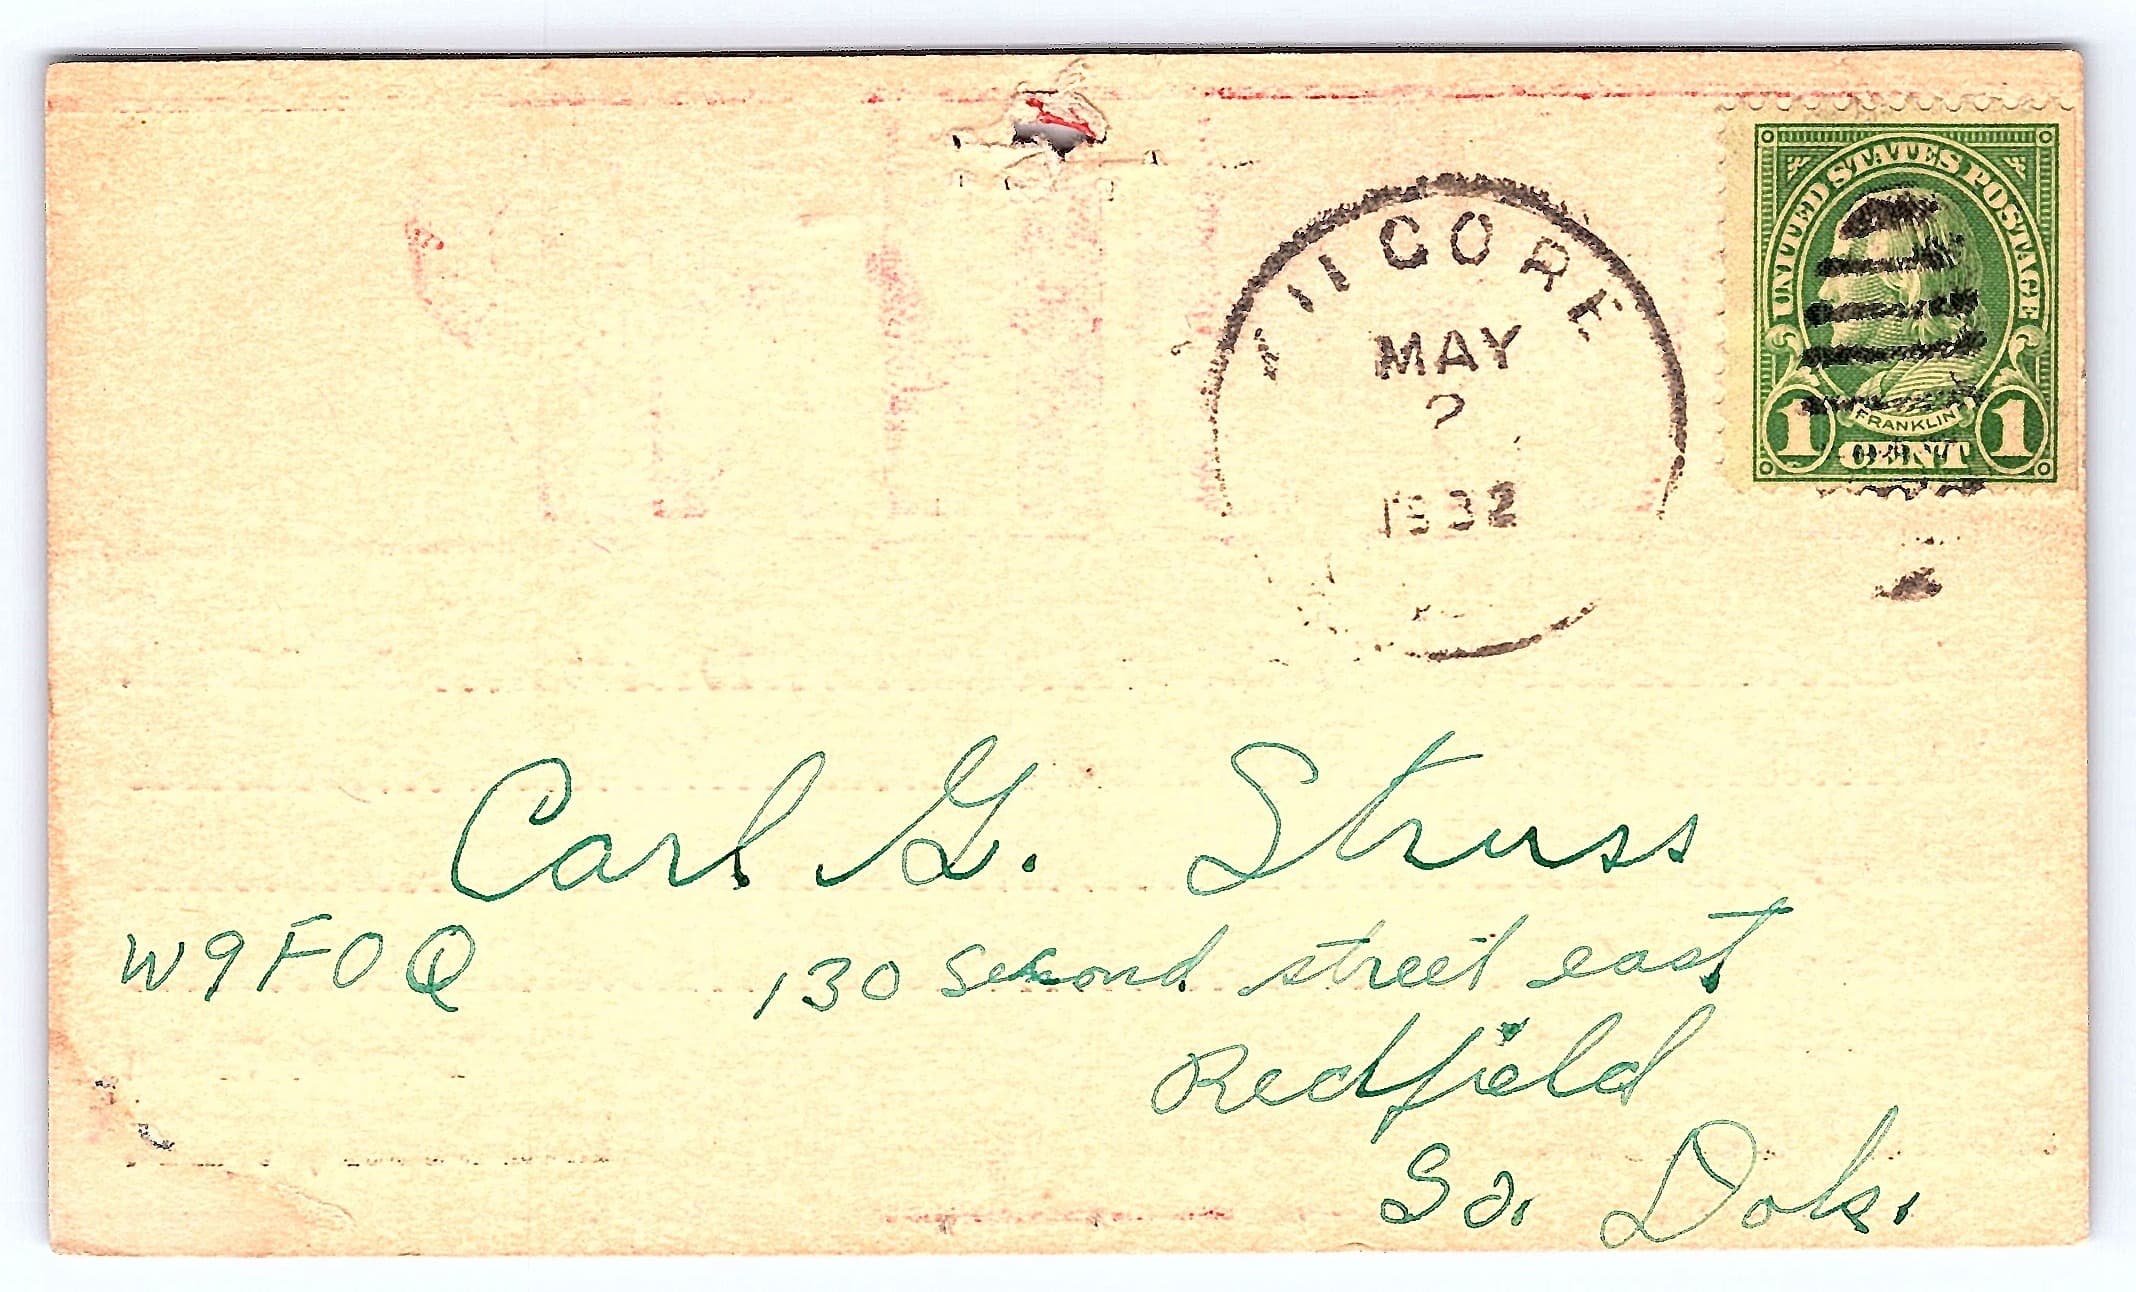 UNITED STATES POSTAGE
FRANKLIN
1 CENT 1
MAY
2
1932
Carl G. Struss
W9FOQ
130 Second street east
Redfield
So. Dak.